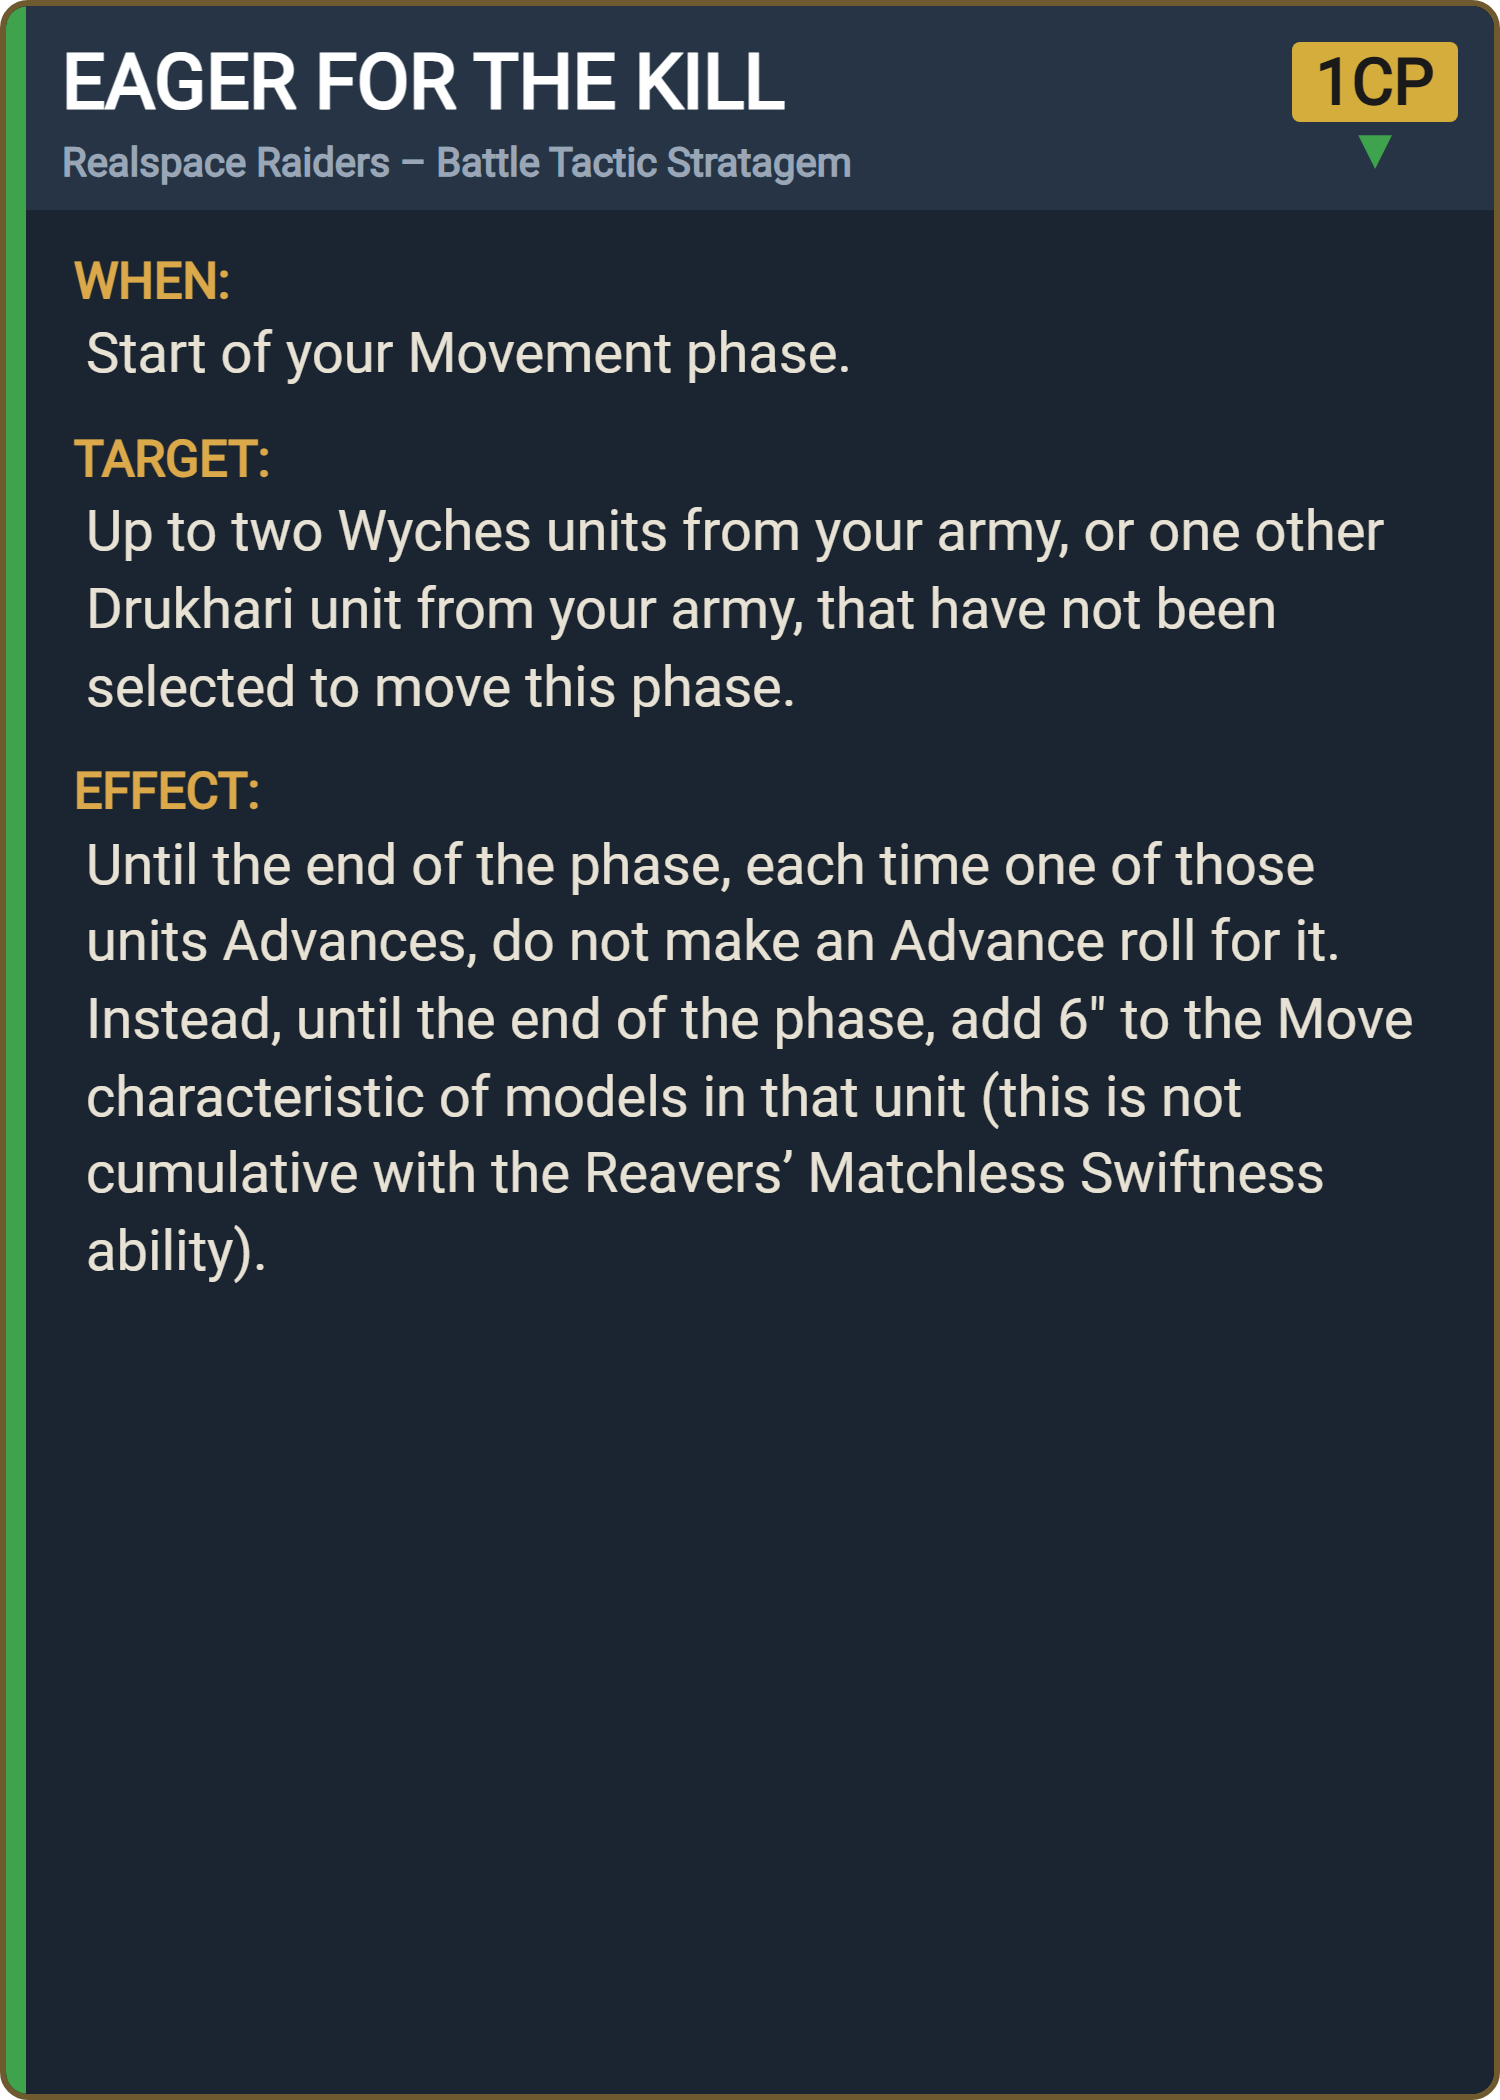 EAGER FOR THE KILL
1CP
Realspace Raiders – Battle Tactic Stratagem
WHEN:
Start of your Movement phase.
TARGET:
Up to two Wyches units from your army, or one other
Drukhari unit from your army, that have not been
selected to move this phase.
EFFECT:
Until the end of the phase, each time one of those
units Advances, do not make an Advance roll for it.
Instead, until the end of the phase, add 6" to the Move
characteristic of models in that unit (this is not
cumulative with the Reavers’ Matchless Swiftness
ability).